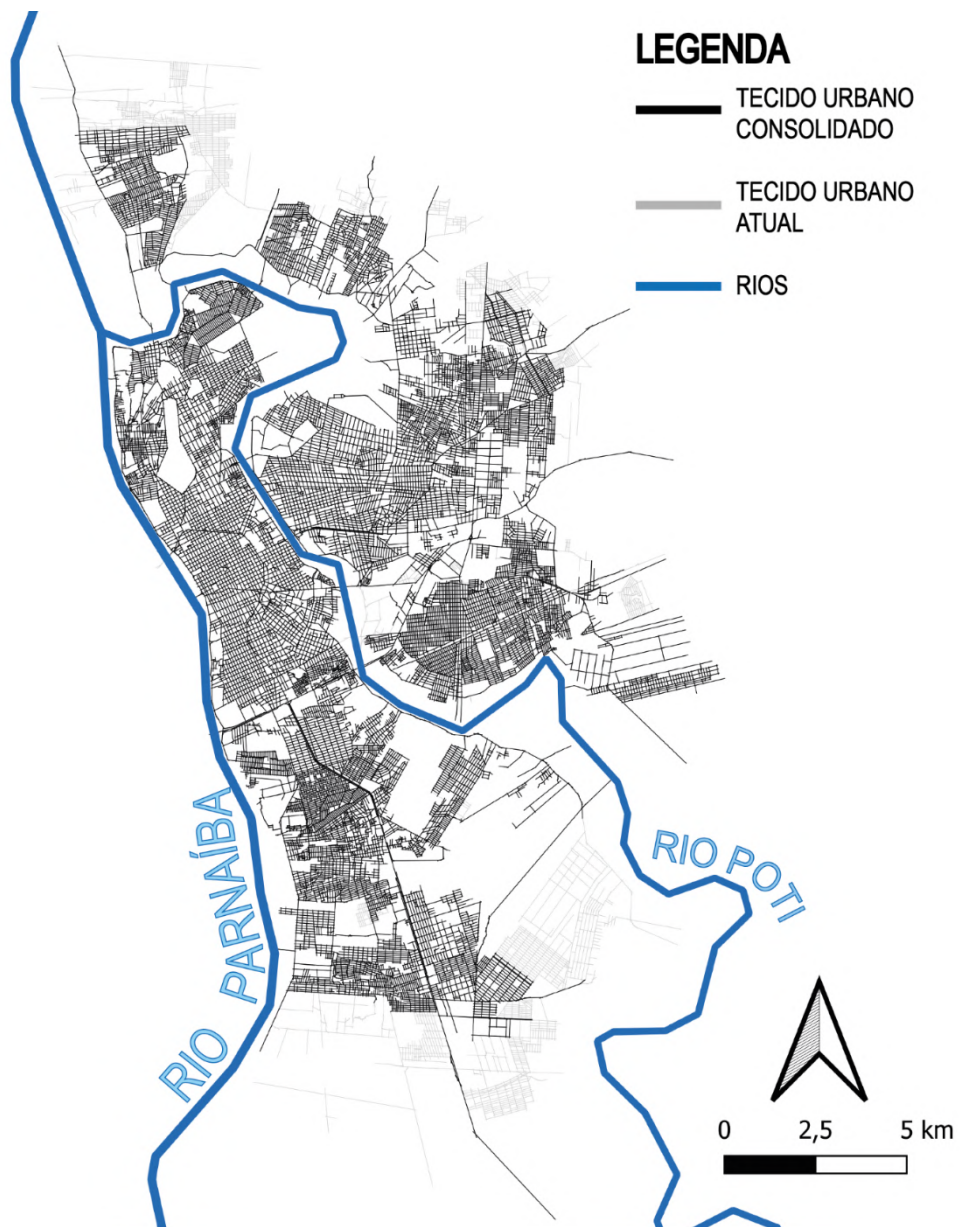 LEGENDA
TECIDO URBANO
CONSOLIDADO
TECIDO URBANO
ATUAL
RIOS
RIO PARNAÍBA
RIO POTI
0 2,5 5 km